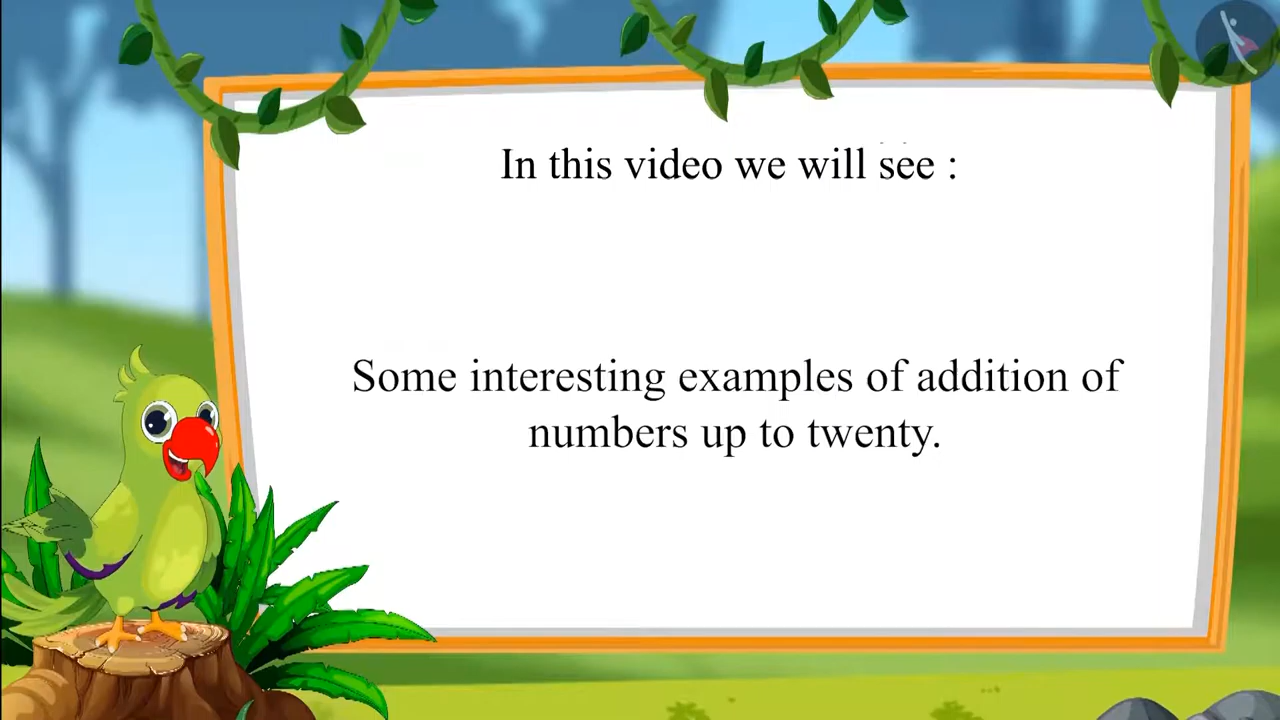 In this video we will see :
Some interesting examples of addition of
numbers up to twenty.